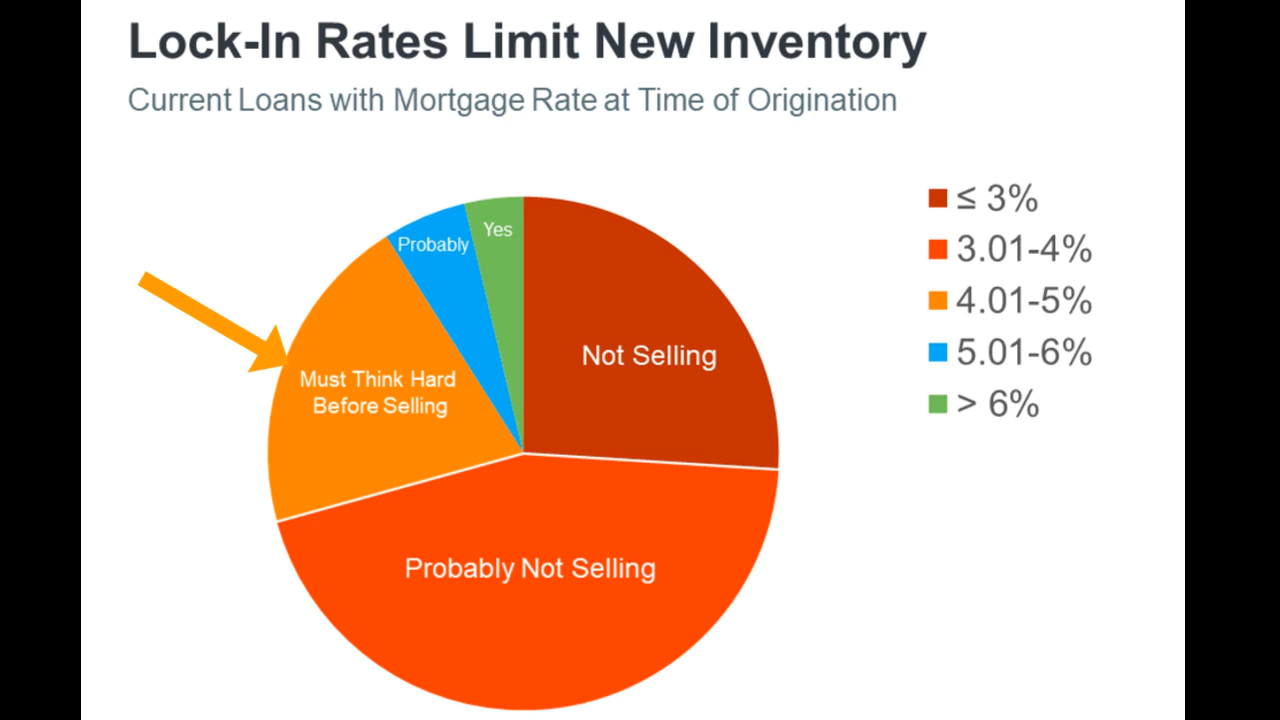 Lock-In Rates Limit New Inventory
Current Loans with Mortgage Rate at Time of Origination
Yes
Probably
Not Selling
Must Think Hard
Before Selling
Probably Not Selling
≤ 3%
3.01-4%
4.01-5%
5.01-6%
> 6%